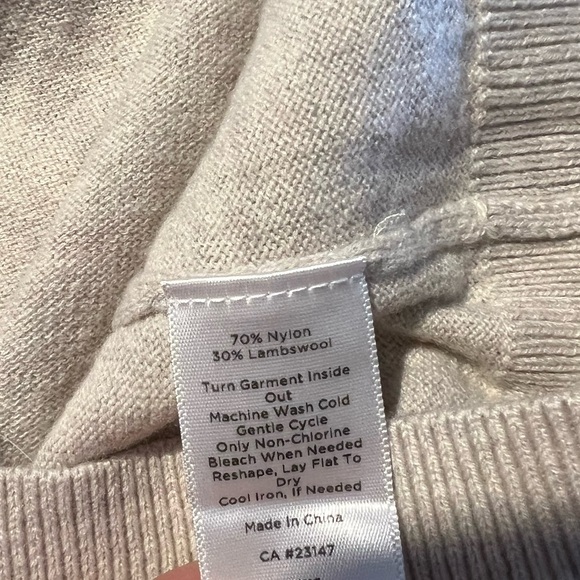 70% Nylon
30% Lambswool
Turn Garment Inside
Out
Machine Wash Cold
Gentle Cycle
Only Non-Chlorine
Bleach When Needed
Reshape, Lay Flat To
Dry
Cool Iron, If Needed
Made In China
CA #23147